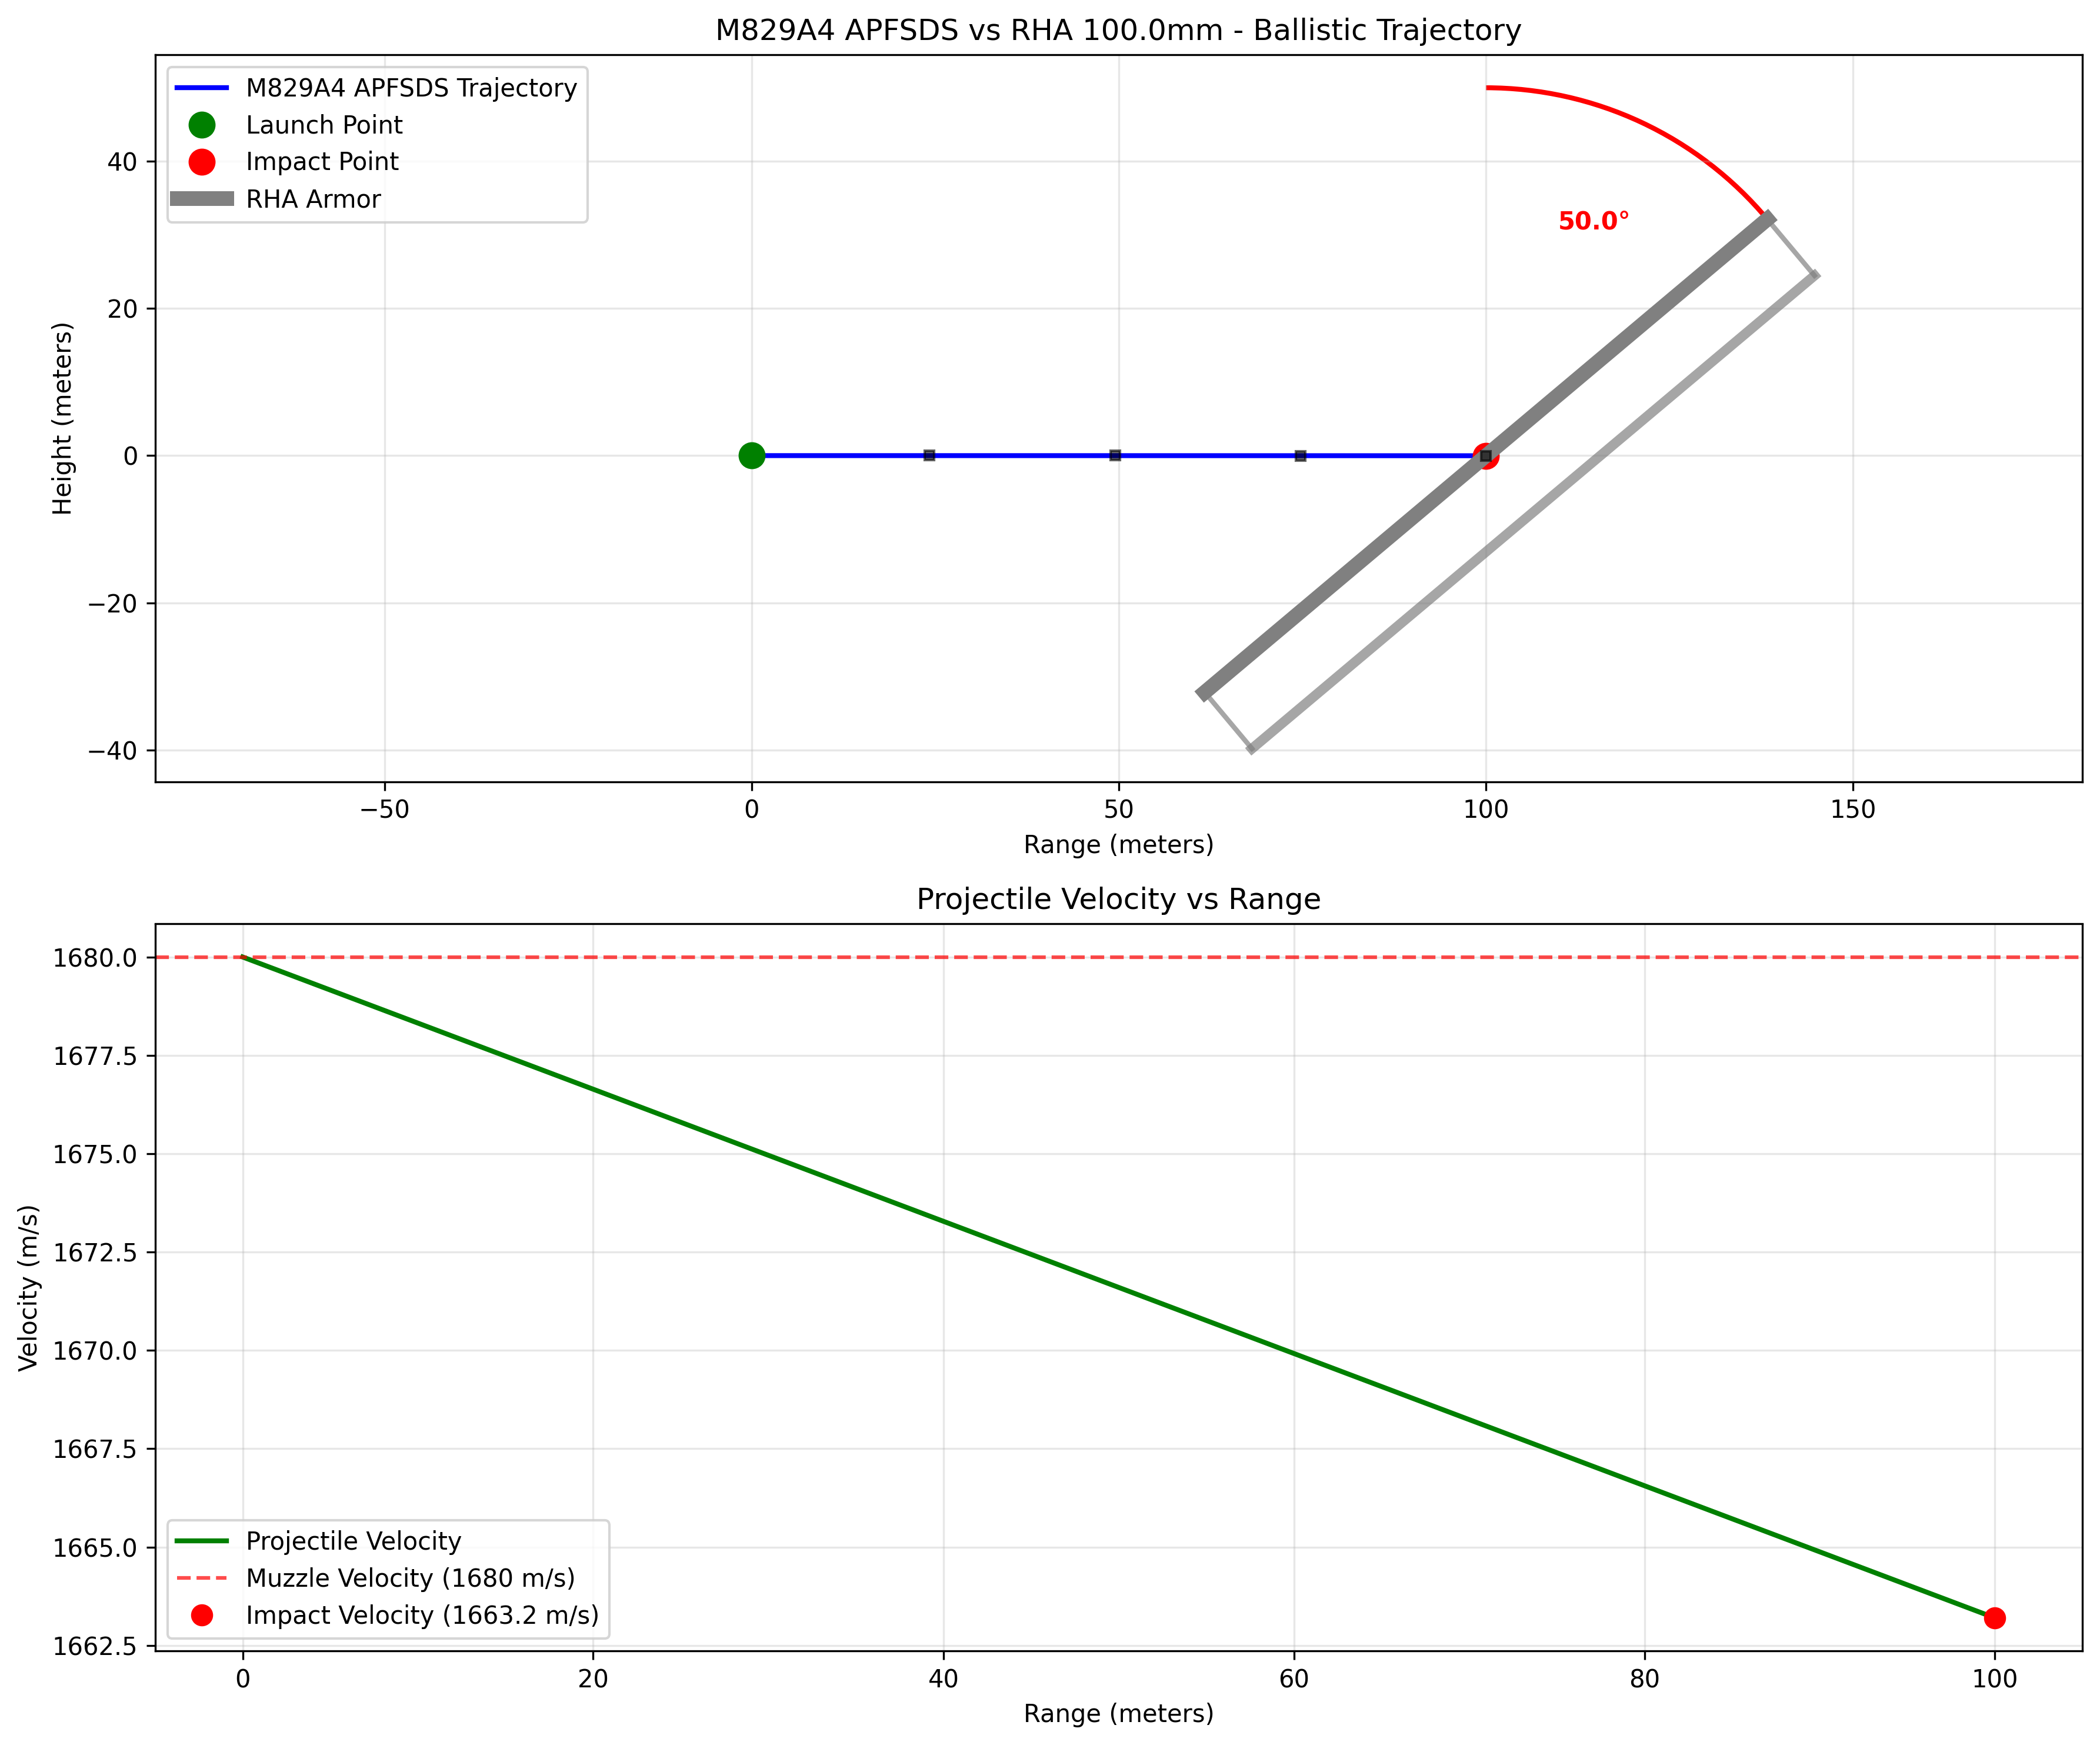 M829A4 APFSDS vs RHA 100.0mm - Ballistic Trajectory
M829A4 APFSDS Trajectory
Launch Point
Impact Point
RHA Armor
50.0°
Height (meters)
40
20
0
−20
−40
−50
0
50
100
150
Range (meters)
Projectile Velocity vs Range
Velocity (m/s)
1680.0
1677.5
1675.0
1672.5
1670.0
1667.5
1665.0
1662.5
Projectile Velocity
Muzzle Velocity (1680 m/s)
Impact Velocity (1663.2 m/s)
0
20
40
60
80
100
Range (meters)